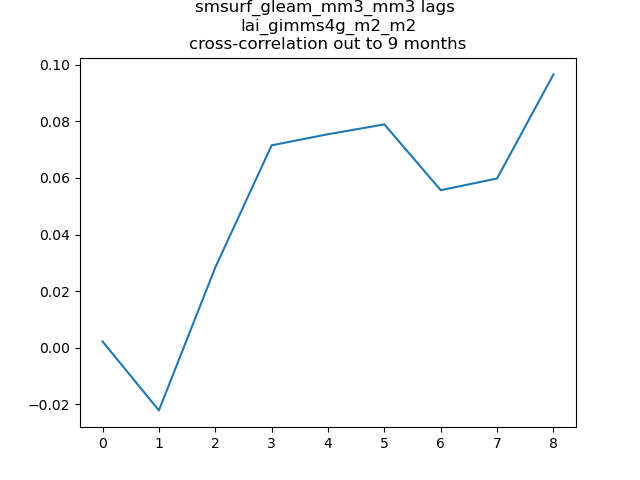 smsurf_gleam_mm3_mm3 lags
lai_gimms4g_m2_m2
cross-correlation out to 9 months
0.10
0.08
0.06
0.04
0.02
0.00
−0.02
0 1 2 3 4 5 6 7 8